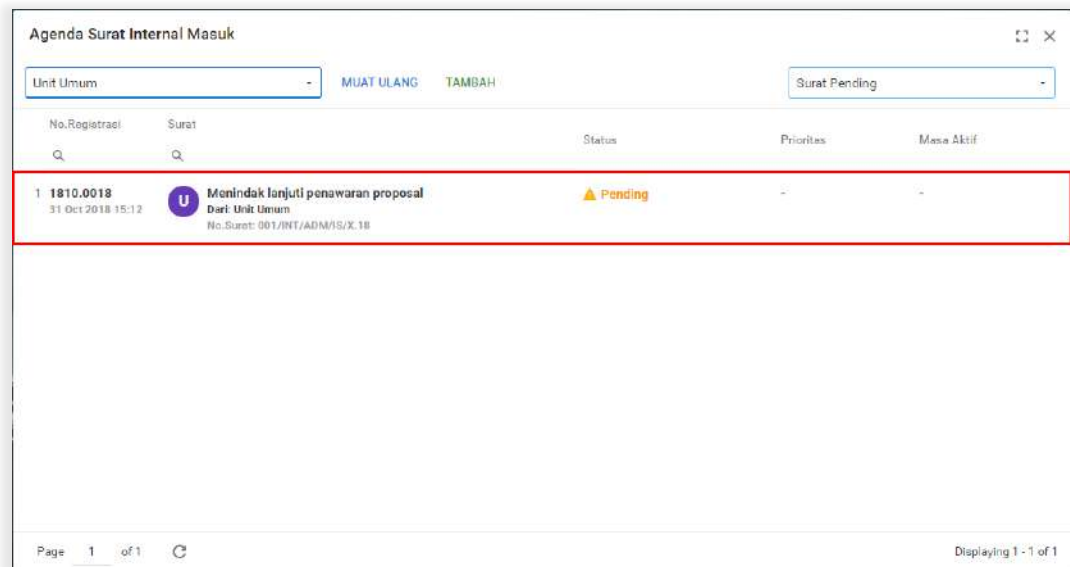 Agenda Surat Internal Masuk
Unit Umum MUAT ULANG TAMBAH Surat Pending
No.Registrasi Surat Status Prioritas Masa Aktif
1 1810.0018 U Menindak lanjuti penawaran proposal Pending - -
31 Oct 2018 15:12 Dari: Unit Umum
No.Surat: 001/INT/ADM/IS/X.18
Page 1 of 1 Displaying 1 - 1 of 1